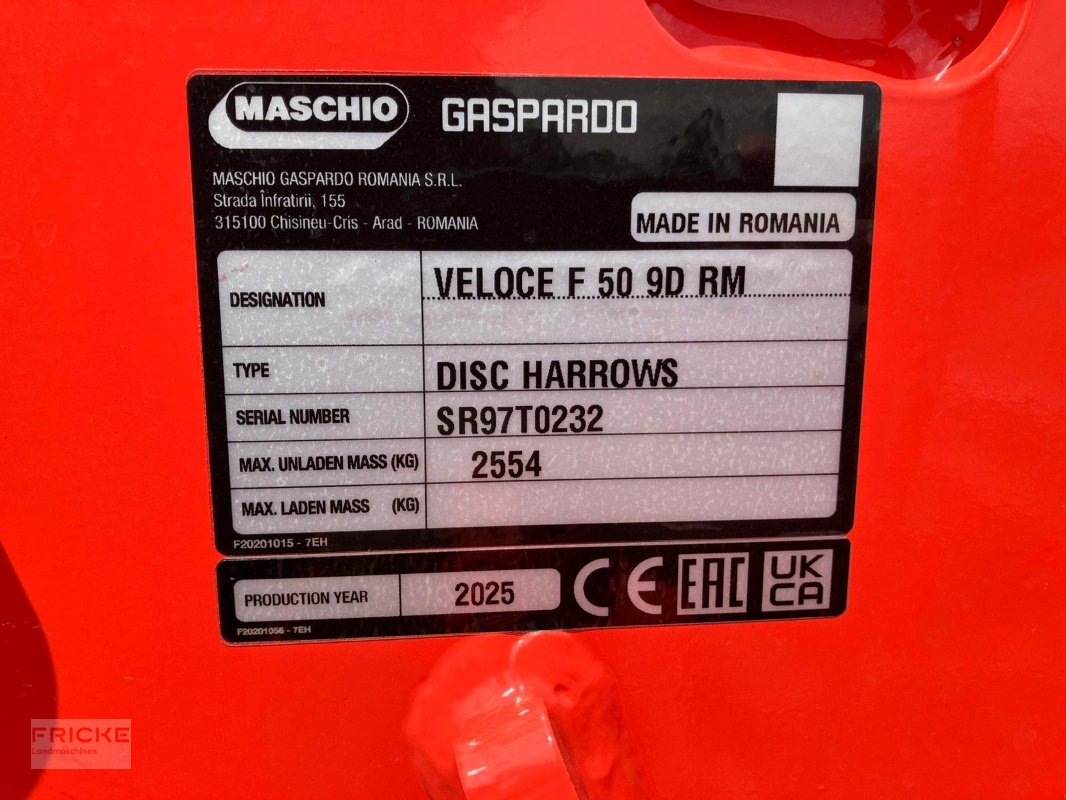 MASCHIO GASPARDO
MASCHIO GASPARDO ROMANIA S.R.L.
Strada Înfratirii, 155
315100 Chisineu-Cris - Arad - ROMANIA
MADE IN ROMANIA
DESIGNATION VELOCE F 50 9D RM
TYPE DISC HARROWS
SERIAL NUMBER SR97T0232
MAX. UNLADEN MASS (KG) 2554
MAX. LADEN MASS (KG)
F20201015 - 7EH
PRODUCTION YEAR 2025 CE EAC UK CA
F20201056 - 7EH
FRICKE
Landmaschinen